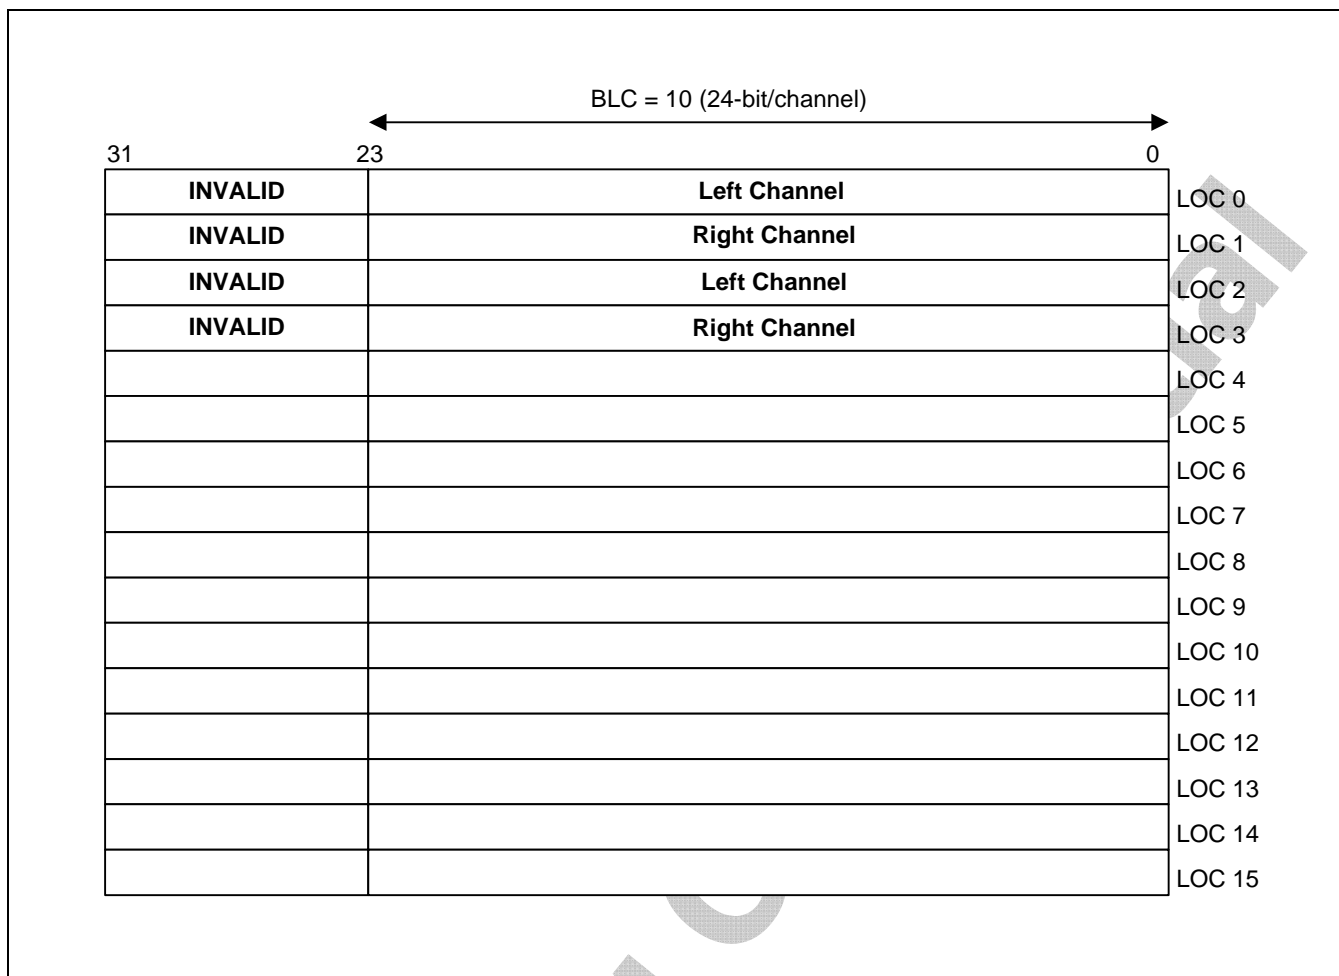 BLC = 10 (24-bit/channel)
31 23 0
INVALID Left Channel LOC 0
INVALID Right Channel LOC 1
INVALID Left Channel LOC 2
INVALID Right Channel LOC 3
LOC 4
LOC 5
LOC 6
LOC 7
LOC 8
LOC 9
LOC 10
LOC 11
LOC 12
LOC 13
LOC 14
LOC 15